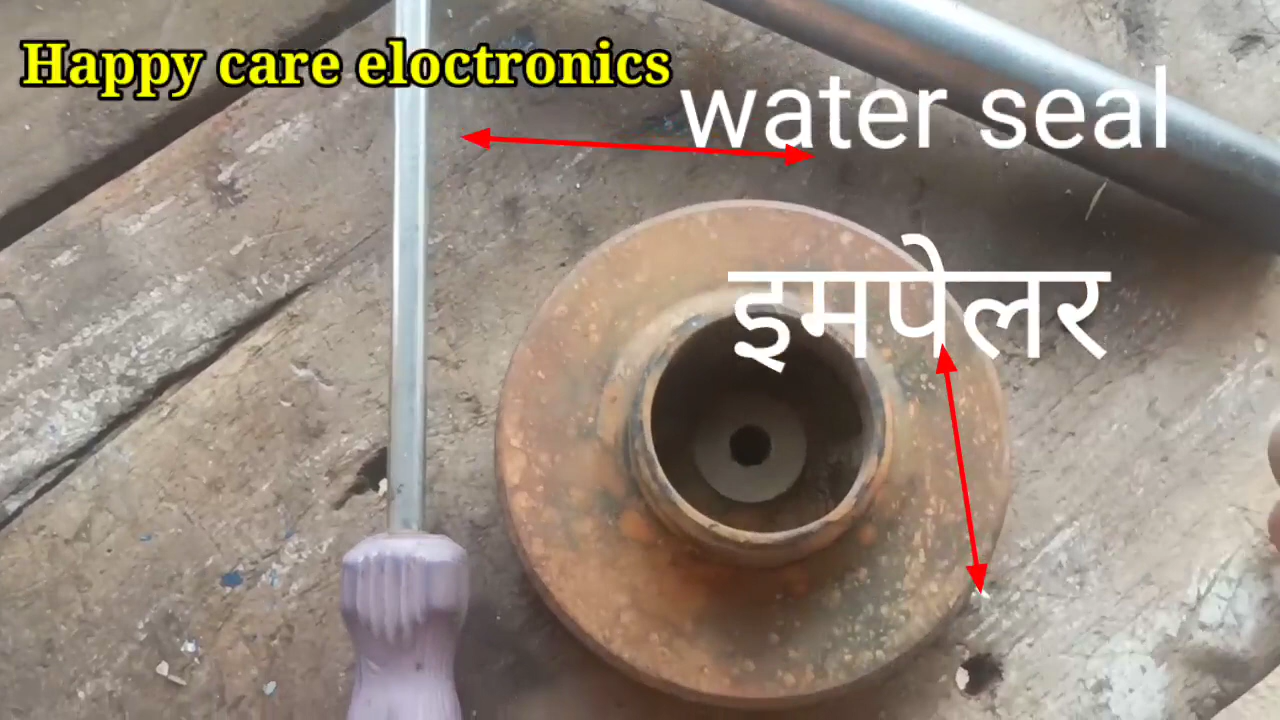 Happy care eloctronics
water seal
इमपेलर